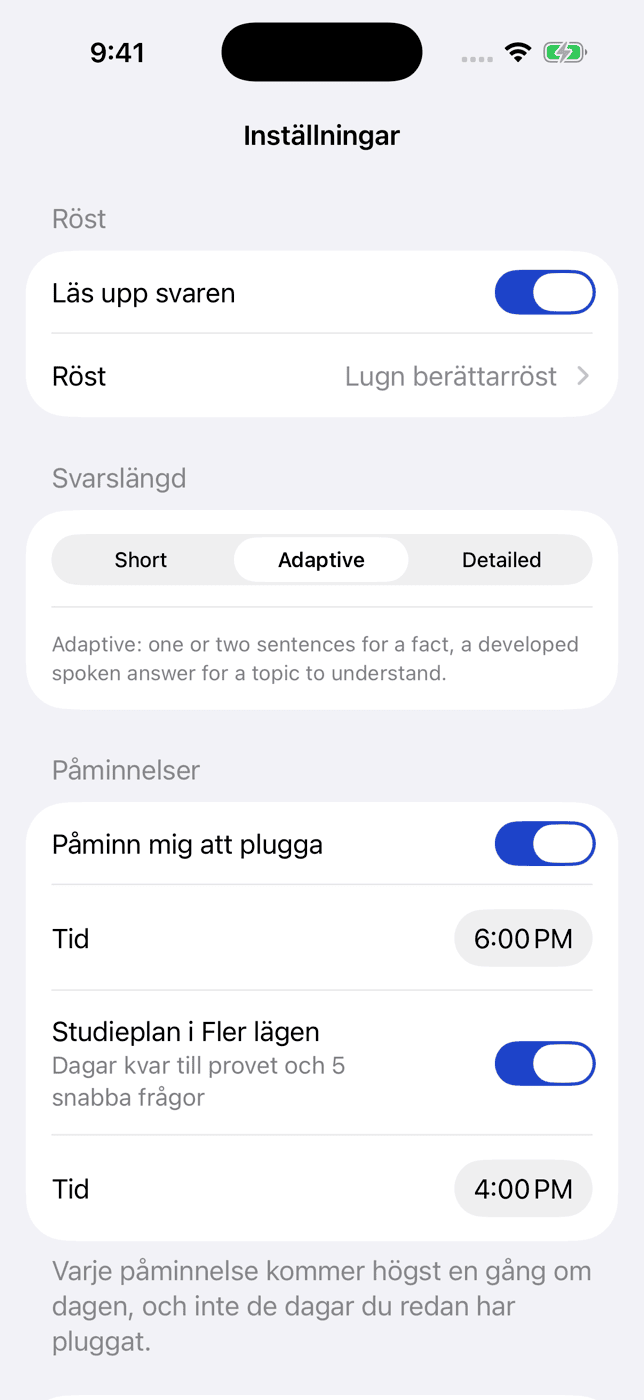 9:41
Inställningar
Röst
Läs upp svaren
Röst Lugn berättarröst
Svarslängd
Short Adaptive Detailed
Adaptive: one or two sentences for a fact, a developed
spoken answer for a topic to understand.
Påminnelser
Påminn mig att plugga
Tid 6:00 PM
Studieplan i Fler lägen
Dagar kvar till provet och 5
snabba frågor
Tid 4:00 PM
Varje påminnelse kommer högst en gång om
dagen, och inte de dagar du redan har
pluggat.